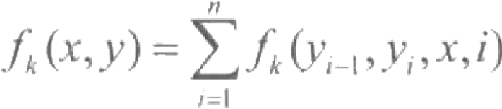 f_k(x, y) = \sum_{i=1}^{n} f_k(y_{i-1}, y_i, x, i)